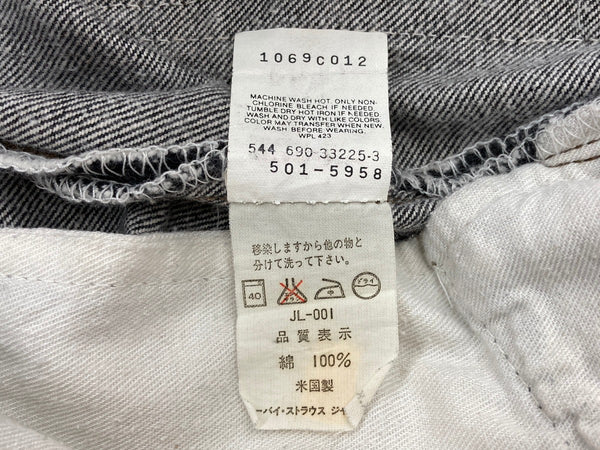 1069C012
MACHINE WASH HOT. ONLY NON-
CHLORINE BLEACH IF NEEDED.
TUMBLE DRY HOT IRON IF NEEDED.
WASH AND DRY WITH LIKE COLORS.
COLOR MAY TRANSFER WHEN NEW.
WASH BEFORE WEARING.
WPL 423
544 690-33225-3
501-5958
移染しますから他の物と
分けて洗って下さい。
40 中 ドライ
JL-001
品質表示
綿 100%
米国製
ーバイ・ストラウス ジャ